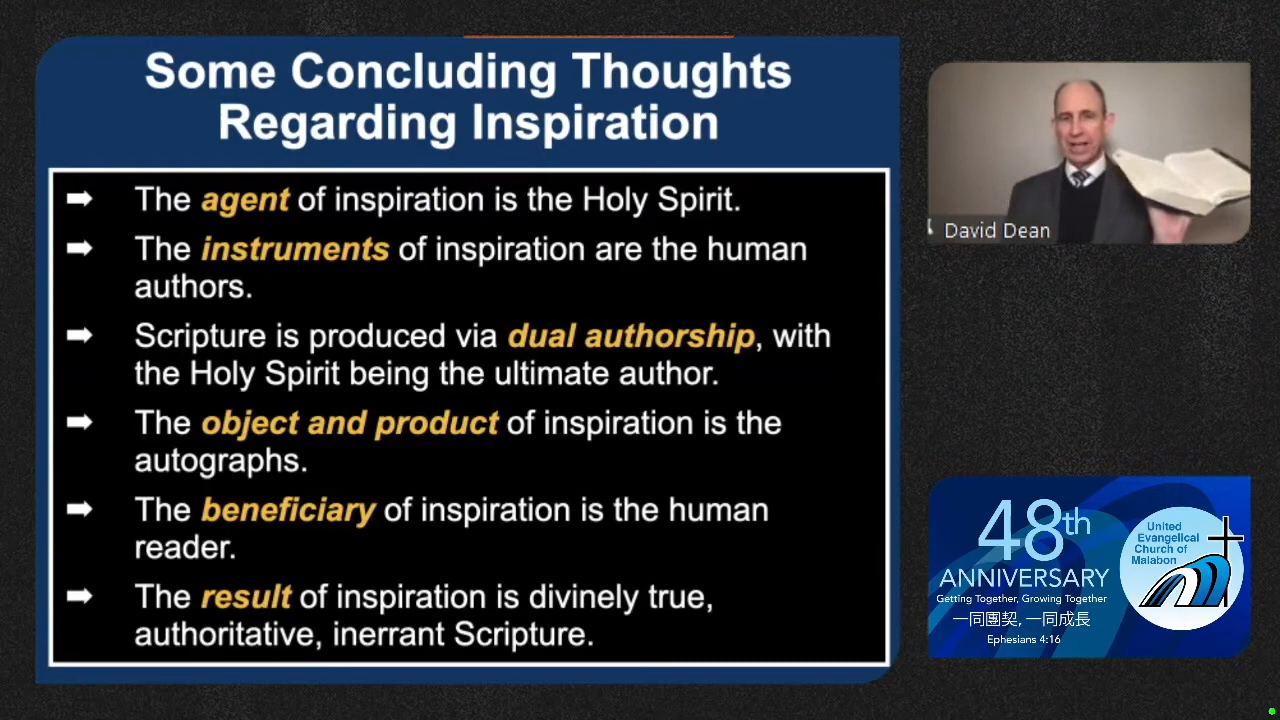 Some Concluding Thoughts
Regarding Inspiration
➡ The agent of inspiration is the Holy Spirit.
➡ The instruments of inspiration are the human
authors.
➡ Scripture is produced via dual authorship, with
the Holy Spirit being the ultimate author.
➡ The object and product of inspiration is the
autographs.
➡ The beneficiary of inspiration is the human
reader.
➡ The result of inspiration is divinely true,
authoritative, inerrant Scripture.
David Dean
48th
ANNIVERSARY
Getting Together, Growing Together
一同團契, 一同成長
Ephesians 4:16
United
Evangelical
Church of
Malabon